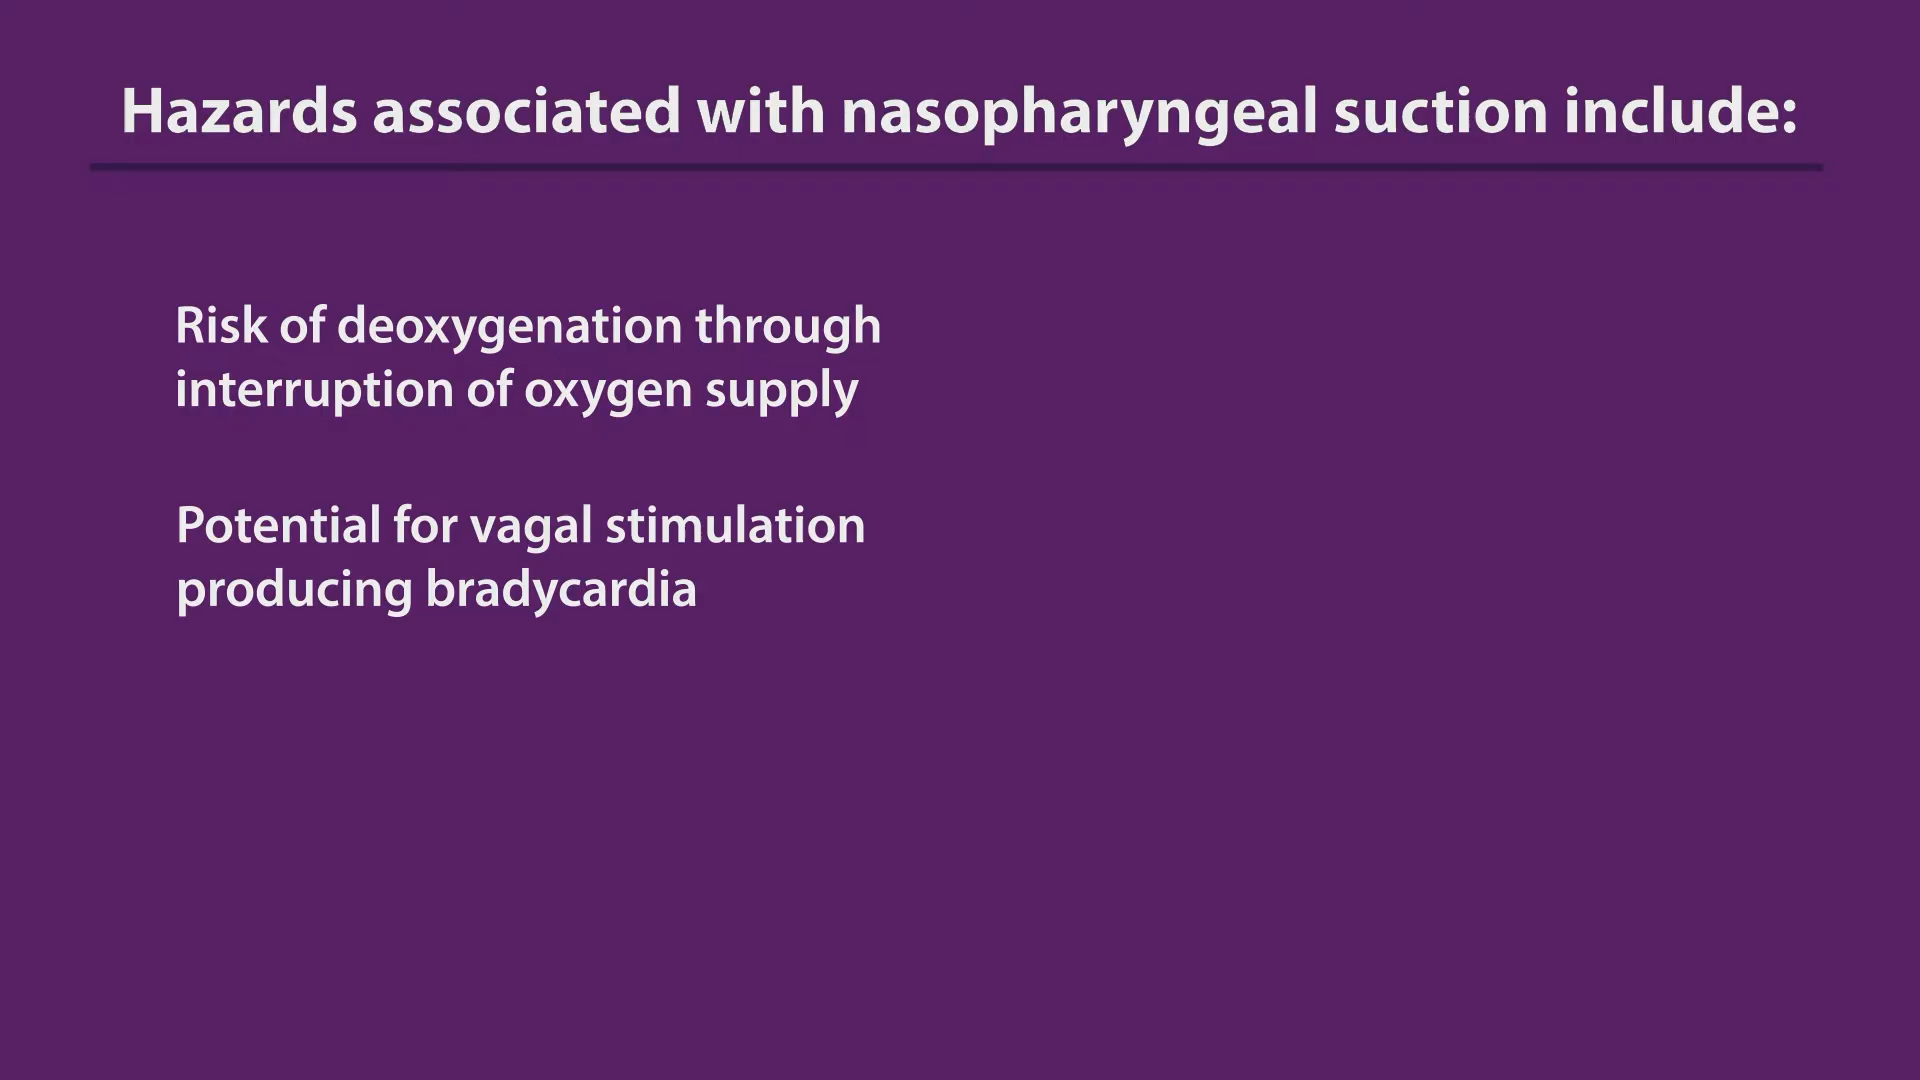 Hazards associated with nasopharyngeal suction include:
Risk of deoxygenation through
interruption of oxygen supply
Potential for vagal stimulation
producing bradycardia